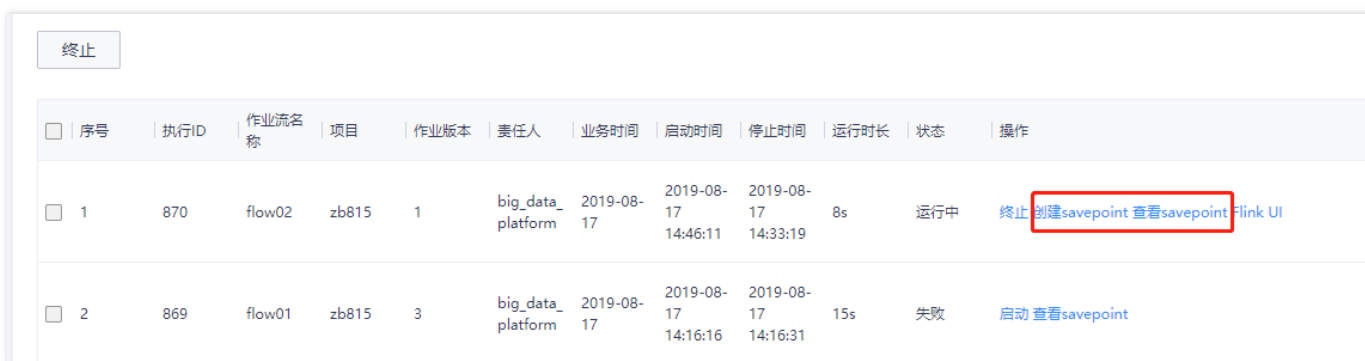 终止
序号 执行ID 作业流名称 项目 作业版本 责任人 业务时间 启动时间 停止时间 运行时长 状态 操作
1 870 flow02 zb815 1 big_data_platform 2019-08-17 2019-08-17 14:46:11 2019-08-17 14:33:19 8s 运行中 终止 创建savepoint 查看savepoint Flink UI
2 869 flow01 zb815 3 big_data_platform 2019-08-17 2019-08-17 14:16:16 2019-08-17 14:16:31 15s 失败 启动 查看savepoint